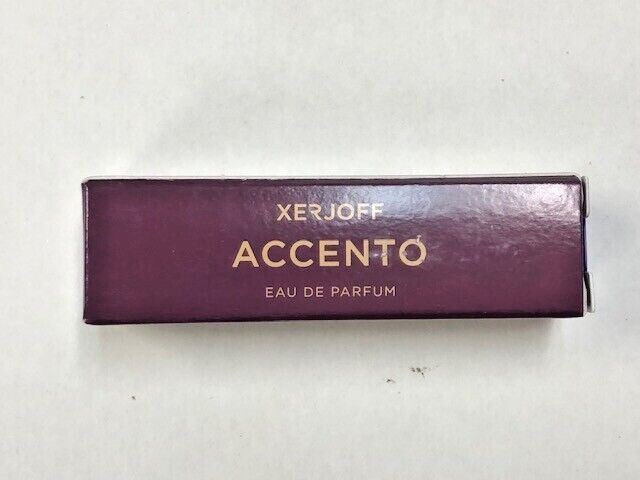 XERJOFF
ACCENTO
EAU DE PARFUM